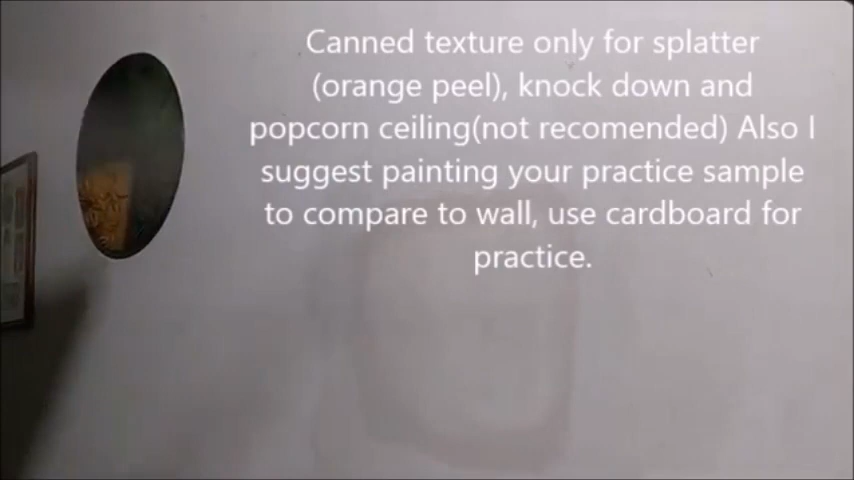 Canned texture only for splatter
(orange peel), knock down and
popcorn ceiling(not recomended) Also I
suggest painting your practice sample
to compare to wall, use cardboard for
practice.